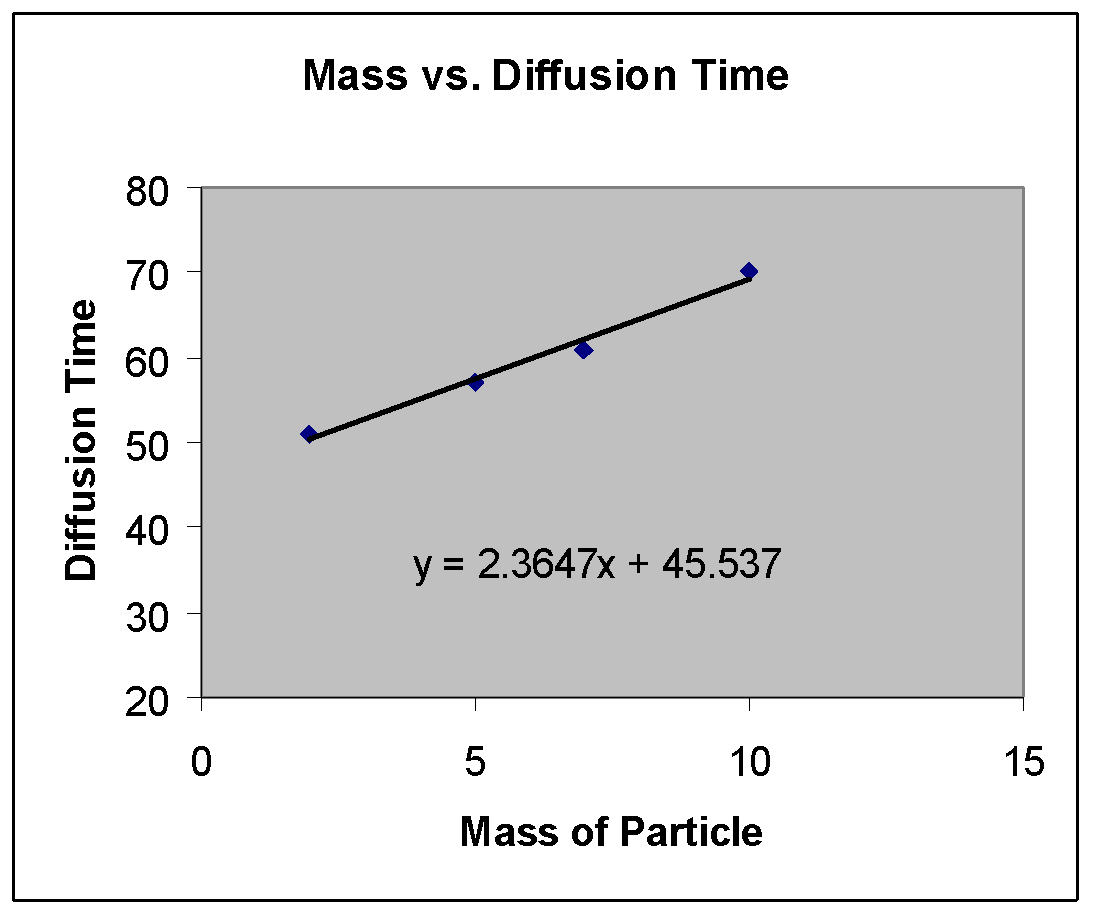 Mass vs. Diffusion Time
80
70
60
50
40
30
20
Diffusion Time
y = 2.3647x + 45.537
0 5 10 15
Mass of Particle